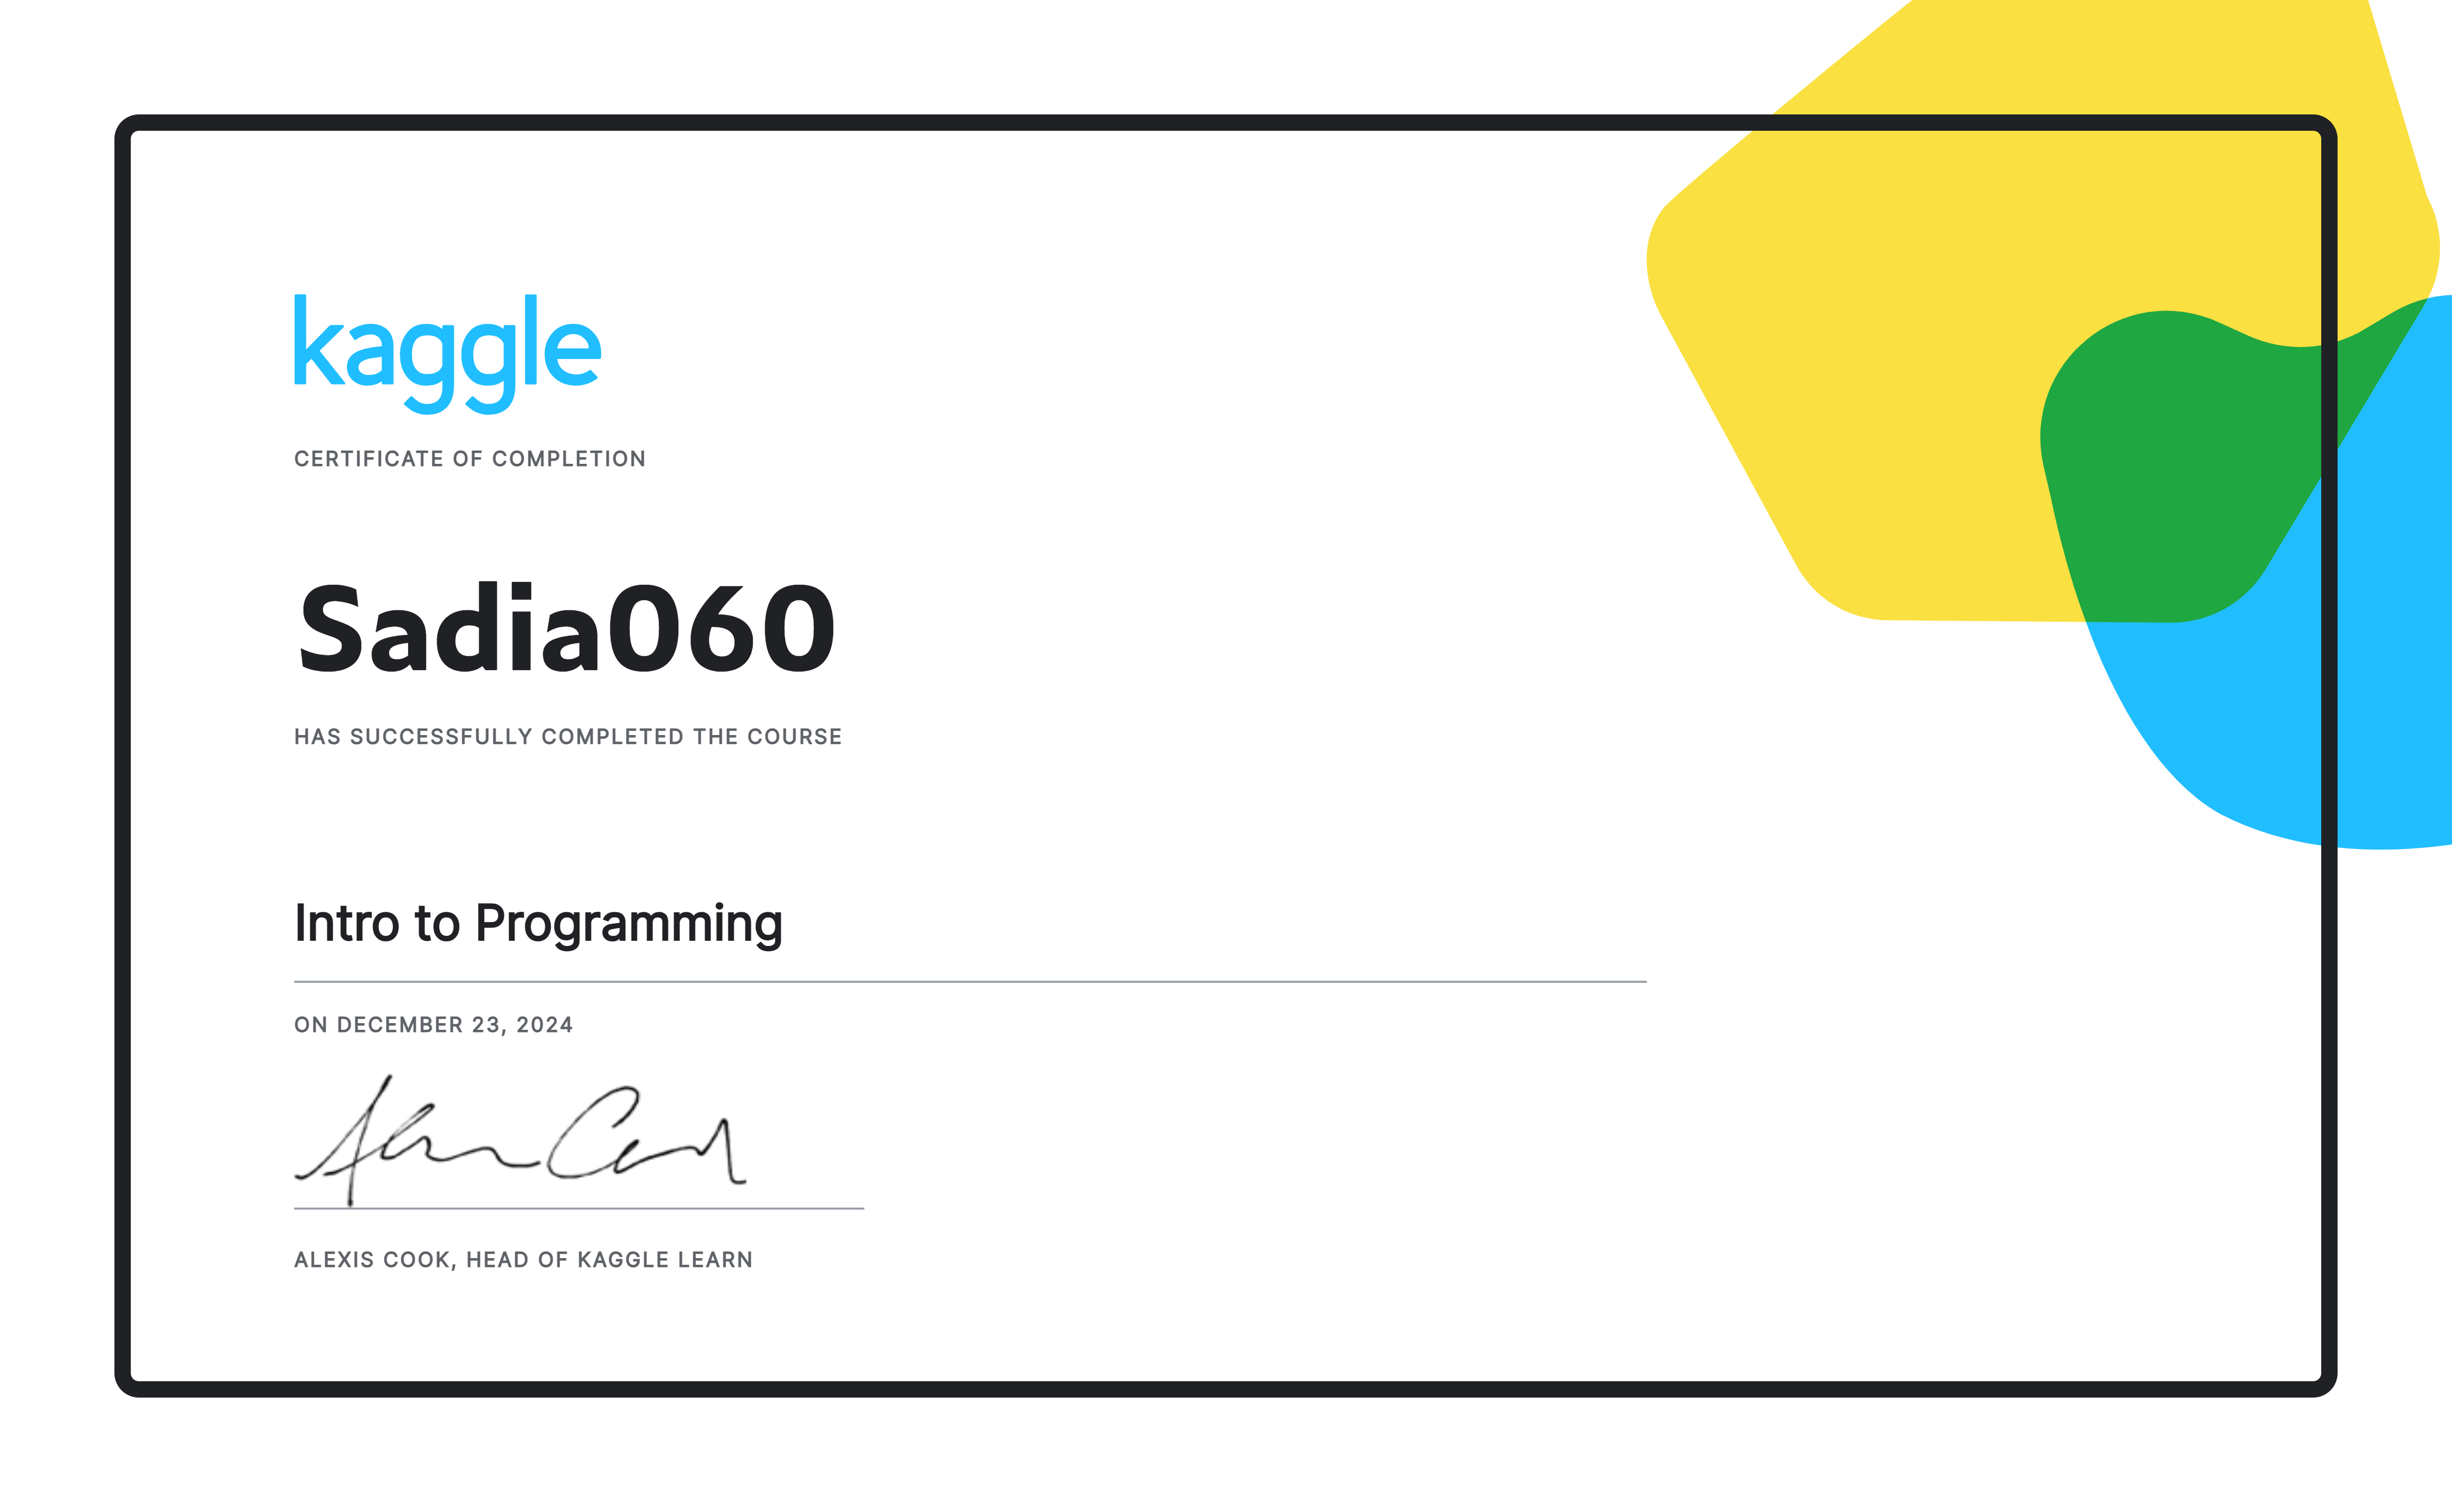 kaggle
CERTIFICATE OF COMPLETION
Sadia060
HAS SUCCESSFULLY COMPLETED THE COURSE
Intro to Programming
ON DECEMBER 23, 2024
ALEXIS COOK, HEAD OF KAGGLE LEARN